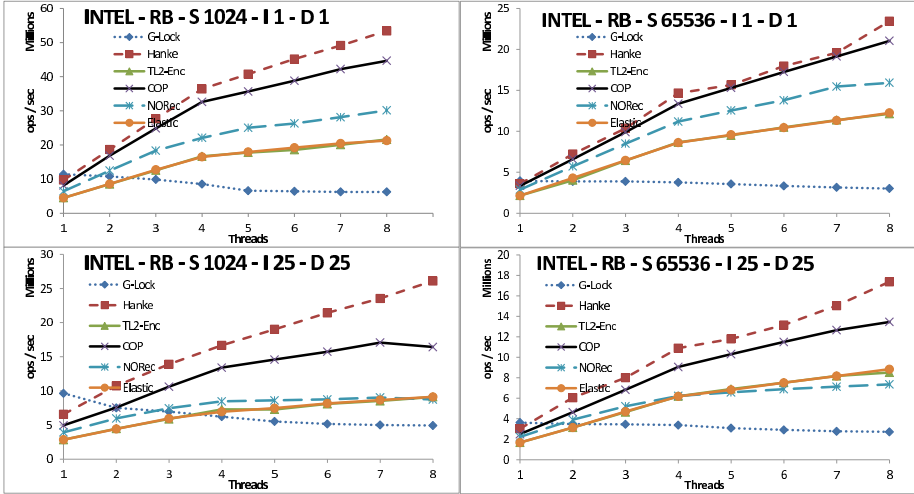 INTEL - RB - S 1024 - I 1 - D 1
Millions
ops / sec
60
50
40
30
20
10
0
G-Lock
Hanke
TL2-Enc
COP
NORec
Elastic
1 2 3 4 5 6 7 8
Threads
INTEL - RB - S 65536 - I 1 - D 1
Millions
ops / sec
25
20
15
10
5
0
G-Lock
Hanke
TL2-Enc
COP
NORec
Elastic
1 2 3 4 5 6 7 8
Threads
INTEL - RB - S 1024 - I 25 - D 25
Millions
ops / sec
30
25
20
15
10
5
0
G-Lock
Hanke
TL2-Enc
COP
NORec
Elastic
1 2 3 4 5 6 7 8
Threads
INTEL - RB - S 65536 - I 25 - D 25
Millions
ops / sec
20
18
16
14
12
10
8
6
4
2
0
G-Lock
Hanke
TL2-Enc
COP
NORec
Elastic
1 2 3 4 5 6 7 8
Threads